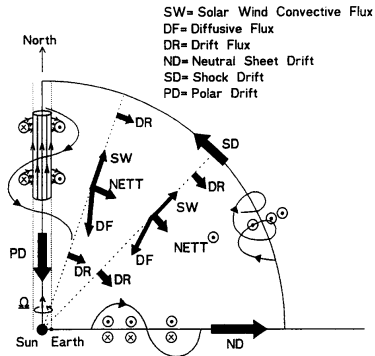 SW= Solar Wind Convective Flux
DF= Diffusive Flux
DR= Drift Flux
ND= Neutral Sheet Drift
SD= Shock Drift
PD= Polar Drift
North
DR
SD
SW
DR
NETT
SW
DF
NETT
PD
DR
DR
DF
Ω
Sun
Earth
ND